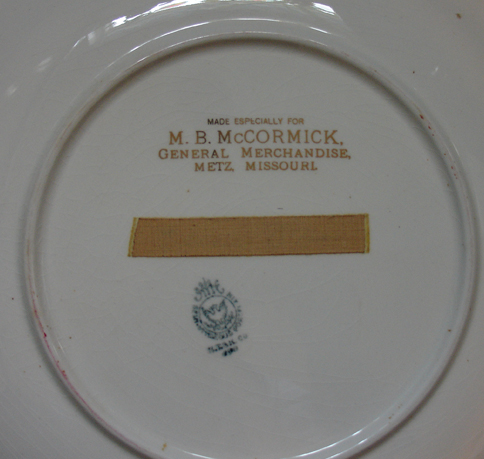 MADE ESPECIALLY FOR
M. B. McCORMICK,
GENERAL MERCHANDISE,
METZ, MISSOURI.